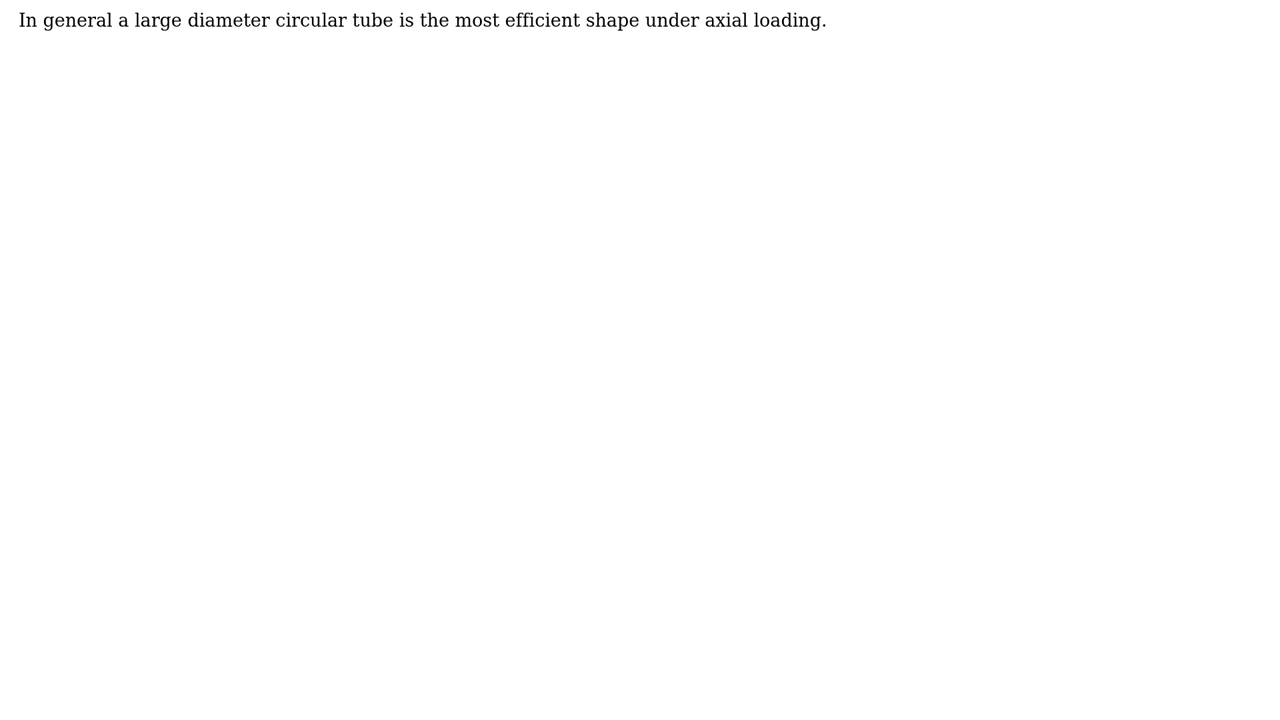 In general a large diameter circular tube is the most efficient shape under axial loading.